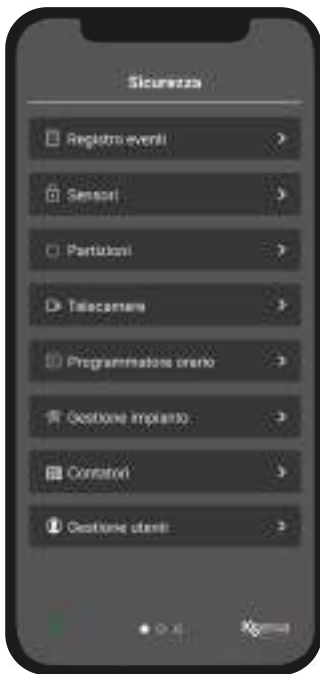 Sicurezza
Registro eventi
Sensori
Partizioni
Telecamere
Programmatore orario
Gestione impianto
Contatori
Gestione utenti